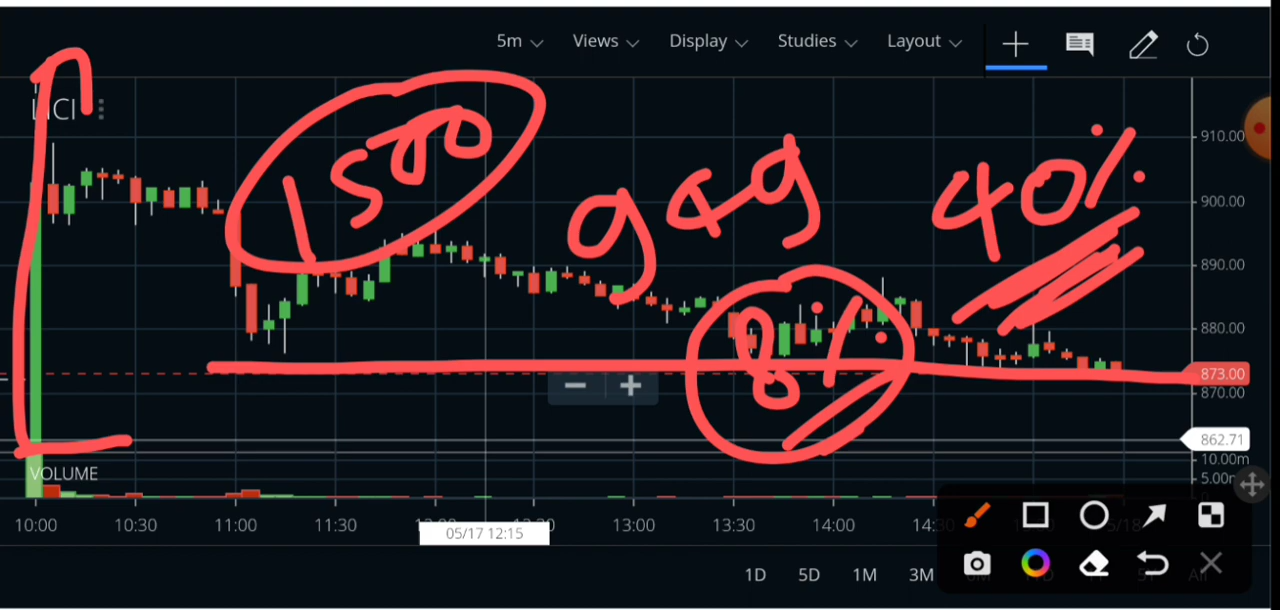 5m Views Display Studies Layout
LICI
1500
949
40%
8%
910.00
900.00
890.00
880.00
873.00
870.00
862.71
10.00m
VOLUME
10:00 10:30 11:00 11:30 13:00 13:30 14:00
05/17 12:15
1D 5D 1M 3M